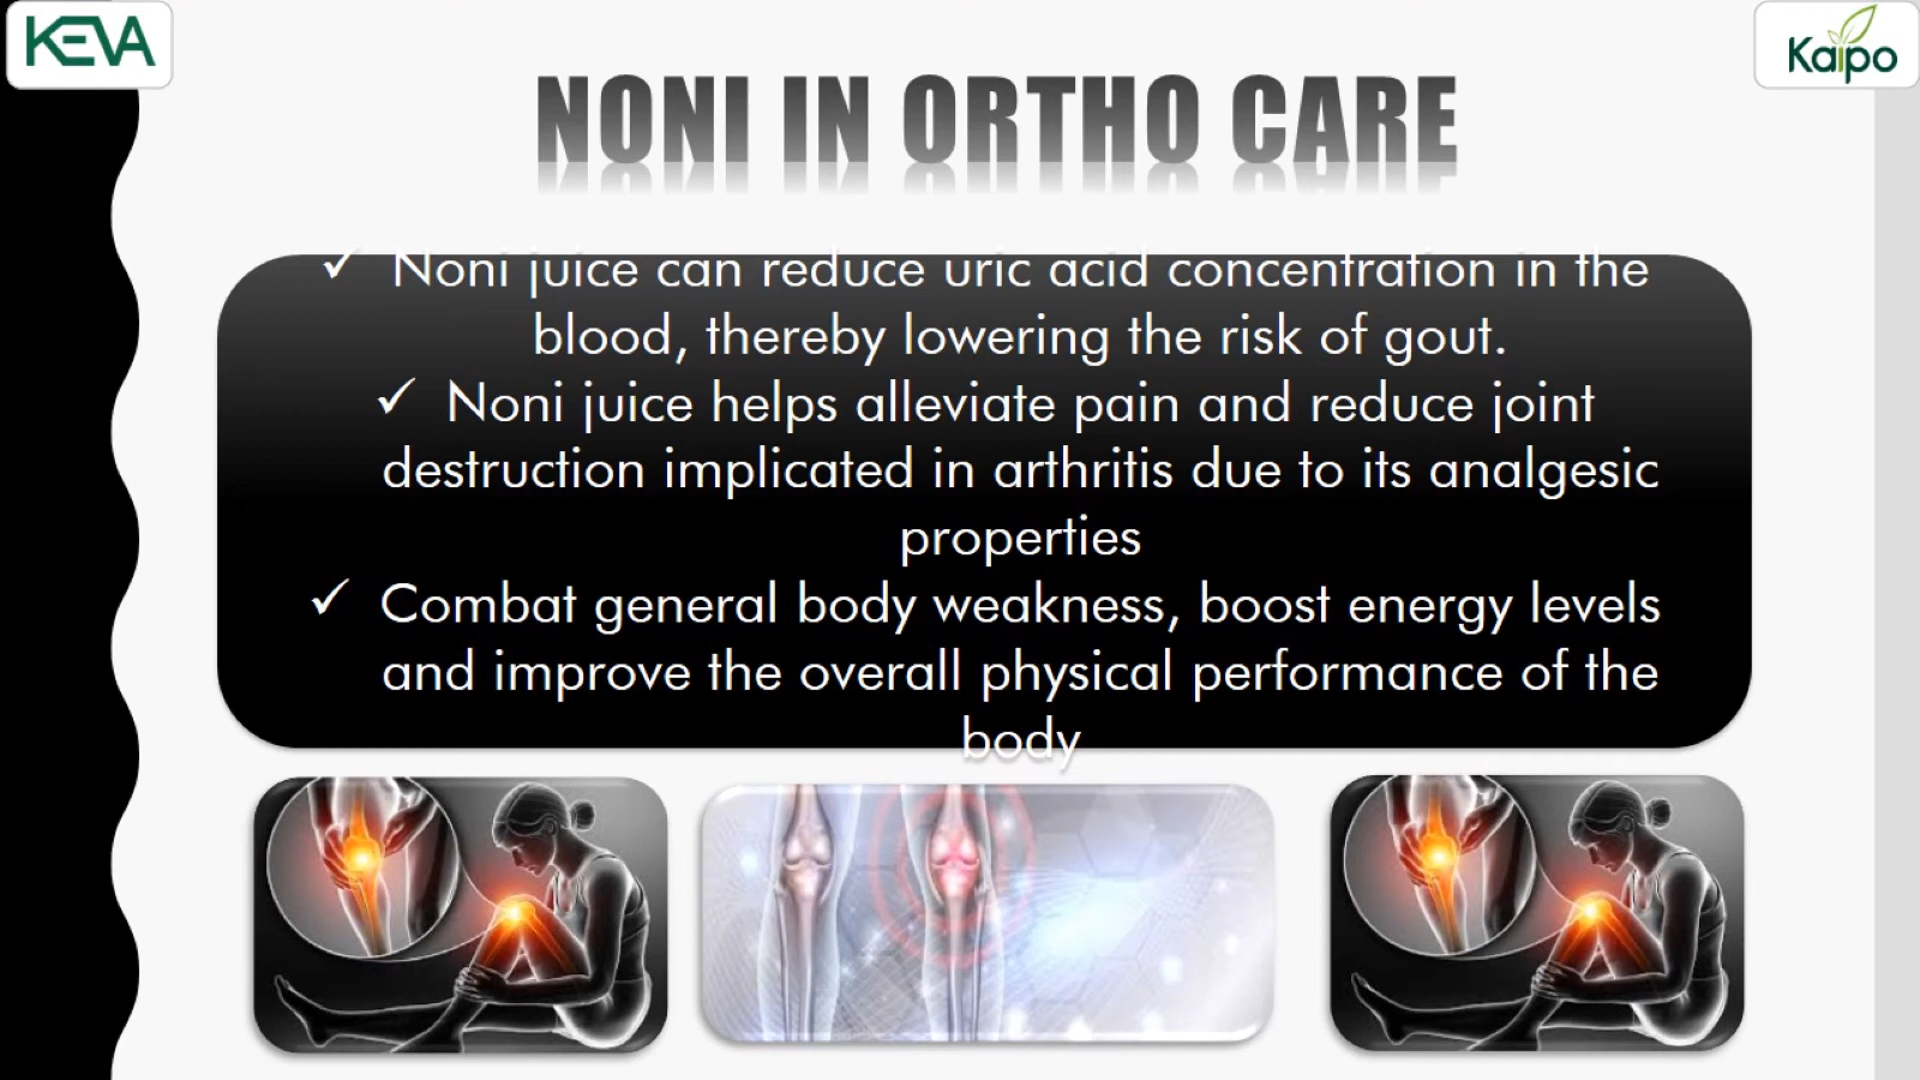 KEVA
Kaipo
NONI IN ORTHO CARE
✓ Noni juice can reduce uric acid concentration in the
blood, thereby lowering the risk of gout.
✓ Noni juice helps alleviate pain and reduce joint
destruction implicated in arthritis due to its analgesic
properties
✓ Combat general body weakness, boost energy levels
and improve the overall physical performance of the
body